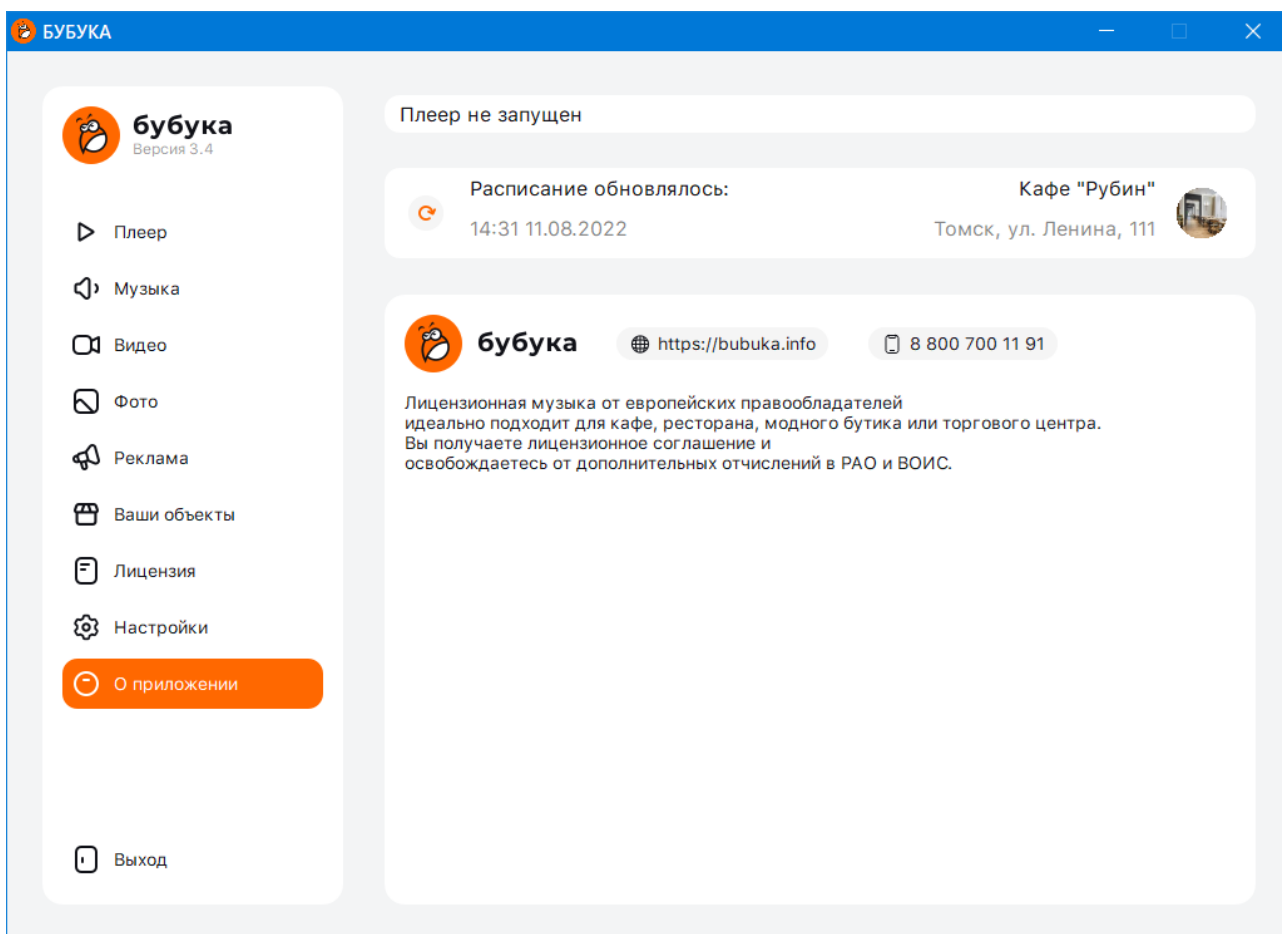 БУБУКА
бубука
Версия 3.4
Плеер
Музыка
Видео
Фото
Реклама
Ваши объекты
Лицензия
Настройки
О приложении
Выход
Плеер не запущен
Расписание обновлялось:
14:31 11.08.2022
Кафе "Рубин"
Томск, ул. Ленина, 111
бубука
https://bubuka.info
8 800 700 11 91
Лицензионная музыка от европейских правообладателей
идеально подходит для кафе, ресторана, модного бутика или торгового центра.
Вы получаете лицензионное соглашение и
освобождаетесь от дополнительных отчислений в РАО и ВОИС.